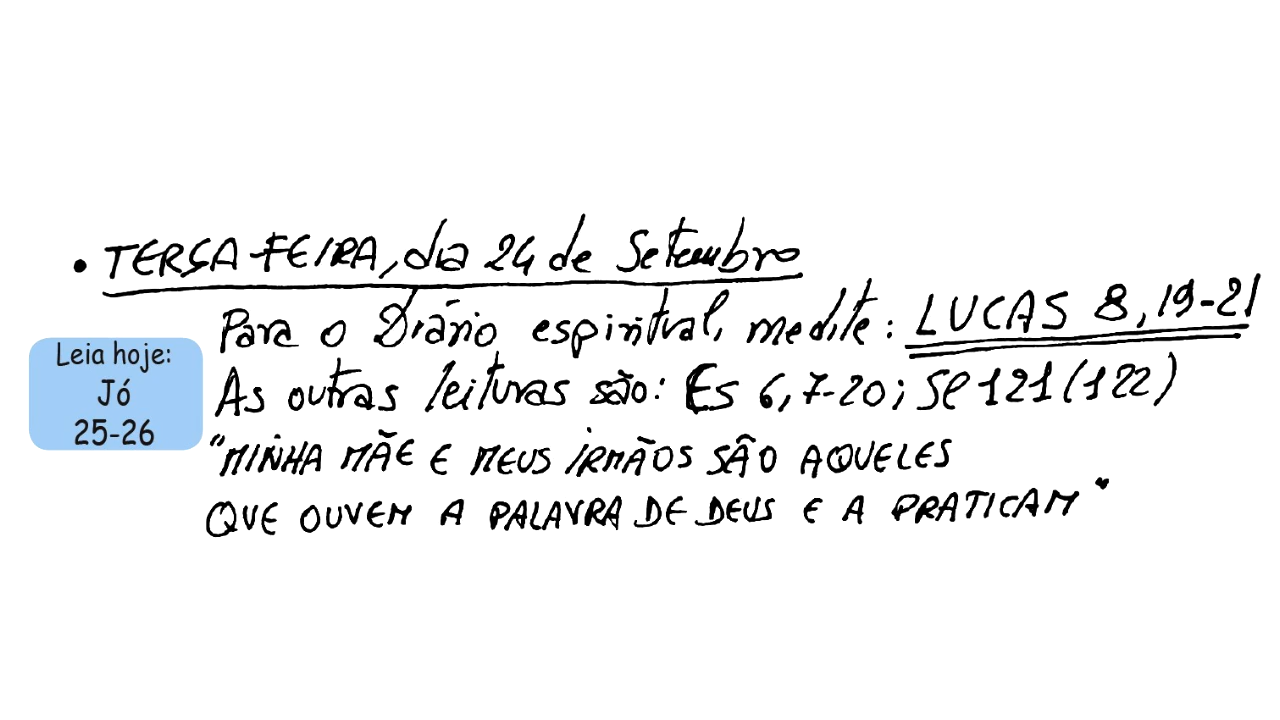 • TERÇA-FEIRA, dia 24 de Setembro
Para o Diário espiritual, medite: LUCAS 8, 19-21
Leia hoje:
Jó
25-26
As outras leituras são: Es 6, 7-20; Sl 121 (122)
"MINHA MÃE E MEUS IRMÃOS SÃO AQUELES
QUE OUVEM A PALAVRA DE DEUS E A PRATICAM"